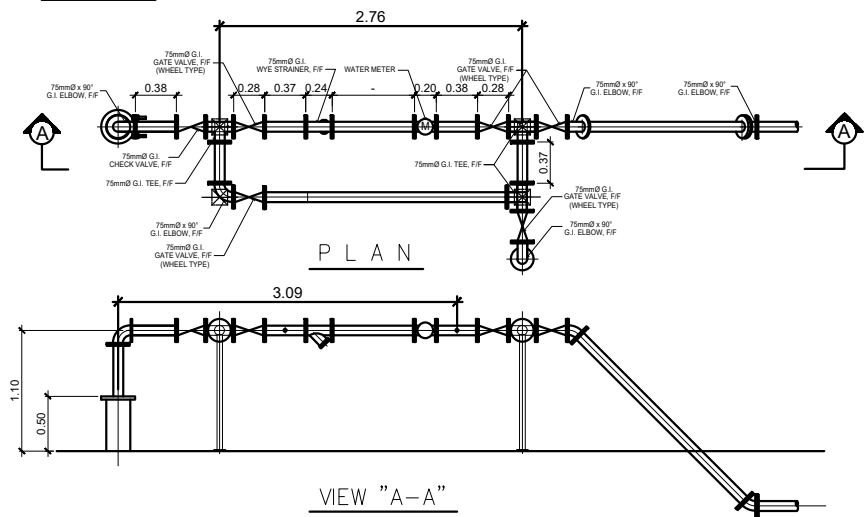 2.76
75mmØ G.I.
GATE VALVE, F/F
(WHEEL TYPE)
75mmØ G.I.
WYE STRAINER, F/F
WATER METER
75mmØ G.I.
GATE VALVE, F/F
(WHEEL TYPE)
75mmØ x 90°
G.I. ELBOW, F/F
75mmØ x 90°
G.I. ELBOW, F/F
75mmØ x 90°
G.I. ELBOW, F/F
0.38
0.28
0.37
0.24
-
0.20
0.38
0.28
A
M
A
75mmØ G.I.
CHECK VALVE, F/F
75mmØ G.I. TEE, F/F
75mmØ G.I. TEE, F/F
0.37
75mmØ x 90°
G.I. ELBOW, F/F
75mmØ G.I.
GATE VALVE, F/F
(WHEEL TYPE)
75mmØ G.I.
GATE VALVE, F/F
(WHEEL TYPE)
75mmØ x 90°
G.I. ELBOW, F/F
PLAN
3.09
1.10
0.50
VIEW "A-A"